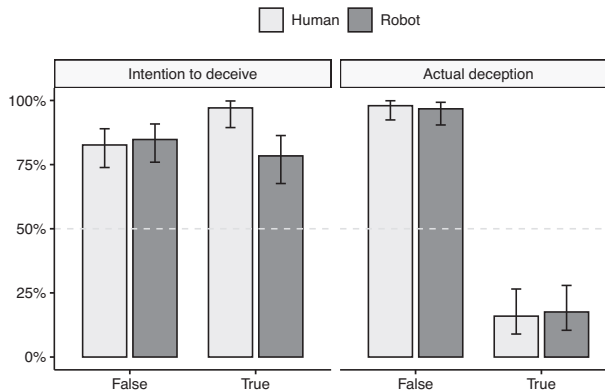 Human Robot
Intention to deceive Actual deception
100%
75%
50%
25%
0%
False True False True